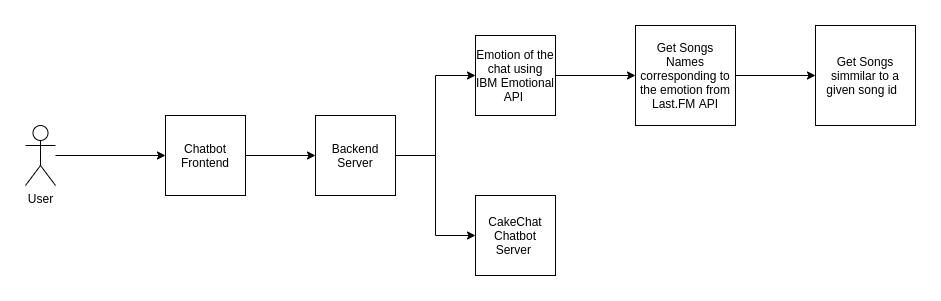 User
Chatbot
Frontend
Backend
Server
Emotion of the
chat using
IBM Emotional
API
CakeChat
Chatbot
Server
Get Songs
Names
corresponding to
the emotion from
Last.FM API
Get Songs
simmilar to a
given song id